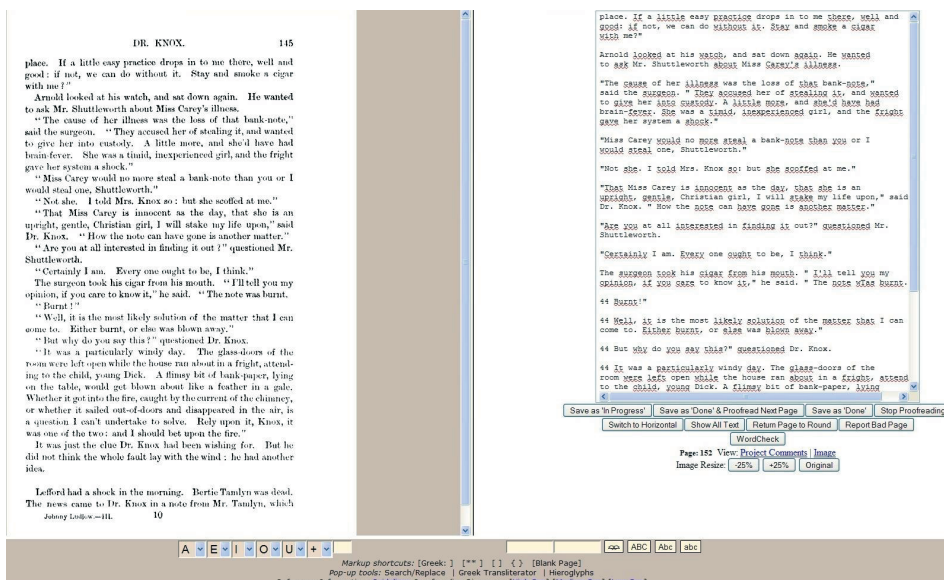 DR. KNOX. 145
place. If a little easy practice drops in to me there, well and
good: if not, we can do without it. Stay and smoke a cigar
with me?"
Arnold looked at his watch, and sat down again. He wanted
to ask Mr. Shuttleworth about Miss Carey's illness.
"The cause of her illness was the loss of that bank-note,"
said the surgeon. "They accused her of stealing it, and wanted
to give her into custody. A little more, and she'd have had
brain-fever. She was a timid, inexperienced girl, and the fright
gave her system a shock."
"Miss Carey would no more steal a bank-note than you or I
would steal one, Shuttleworth."
"Not she. I told Mrs. Knox so: but she scoffed at me."
"That Miss Carey is innocent as the day, that she is an
upright, gentle, Christian girl, I will stake my life upon," said
Dr. Knox. "How the note can have gone is another matter."
"Are you at all interested in finding it out?" questioned Mr.
Shuttleworth.
"Certainly I am. Every one ought to be, I think."
The surgeon took his cigar from his mouth. "I'll tell you my
opinion, if you care to know it," he said. "The note was burnt.
"Burnt!"
"Well, it is the most likely solution of the matter that I can
come to. Either burnt, or else was blown away."
"But why do you say this?" questioned Dr. Knox.
"It was a particularly windy day. The glass-doors of the
room were left open while the house ran about in a fright, attend-
ing to the child, young Dick. A flimsy bit of bank-paper, lying
on the table, would get blown about like a feather in a gale.
Whether it got into the fire, caught by the current of the chimney,
or whether it sailed out-of-doors and disappeared in the air, is
a question I can't undertake to solve. Rely upon it, Knox, it
was one of the two: and I should bet upon the fire."
It was just the clue Dr. Knox had been wishing for. But he
did not think the whole fault lay with the wind: he had another
idea.
Lefford had a shock in the morning. Bertie Tamlyn was dead.
The news came to Dr. Knox in a note from Mr. Tamlyn, which
Johnny Ludlow.—III. 10
place. If a little easy practice drops in to me there, well and
good: if not, we can do without it. Stay and smoke a cigar
with me?"
Arnold looked at his watch, and sat down again. He wanted
to ask Mr. Shuttleworth about Miss Carey's illness.
"The cause of her illness was the loss of that bank-note,"
said the surgeon. " They accused her of stealing it, and wanted
to give her into custody. A little more, and she'd have had
brain-fever. She was a timid, inexperienced girl, and the fright
gave her system a shock."
"Miss Carey would no more steal a bank-note than you or I
would steal one, Shuttleworth."
"Not she. I told Mrs. Knox so: but she scoffed at me."
"That Miss Carey is innocent as the day, that she is an
upright, gentle, Christian girl, I will stake my life upon," said
Dr. Knox. " How the note can have gone is another matter."
"Are you at all interested in finding it out?" questioned Mr.
Shuttleworth.
"Certainly I am. Every one ought to be, I think."
The surgeon took his cigar from his mouth. " I'll tell you my
opinion, if you care to know it," he said. " The note wTas burnt.
44 Burnt!"
44 Well, it is the most likely solution of the matter that I can
come to. Either burnt, or else was blown away."
44 But why do you say this?" questioned Dr. Knox.
44 It was a particularly windy day. The glass-doors of the
room were left open while the house ran about in a fright, attend
to the child, young Dick. A flimsy bit of bank-paper, lying
Save as 'In Progress' Save as 'Done' & Proofread Next Page Save as 'Done' Stop Proofreading
Switch to Horizontal Show All Text Return Page to Round Report Bad Page
WordCheck
Page: 152 View: Project Comments | Image
Image Resize: -25% +25% Original
A E I O U + ABC Abc abc
Markup shortcuts: [Greek: ] [** ] [ ] { } [Blank Page]
Pop-up tools: Search/Replace | Greek Transliterator | Hieroglyphs